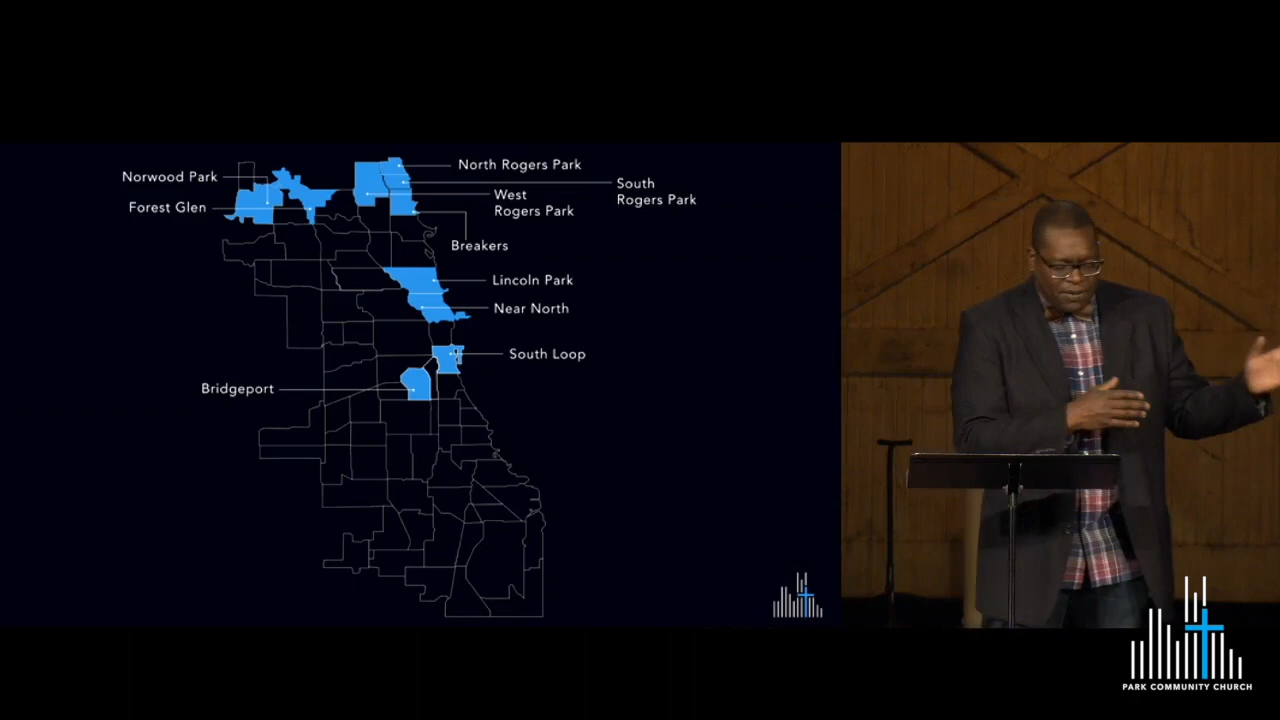 Norwood Park
Forest Glen
North Rogers Park
South
Rogers Park
West
Rogers Park
Breakers
Lincoln Park
Near North
South Loop
Bridgeport
PARK COMMUNITY CHURCH